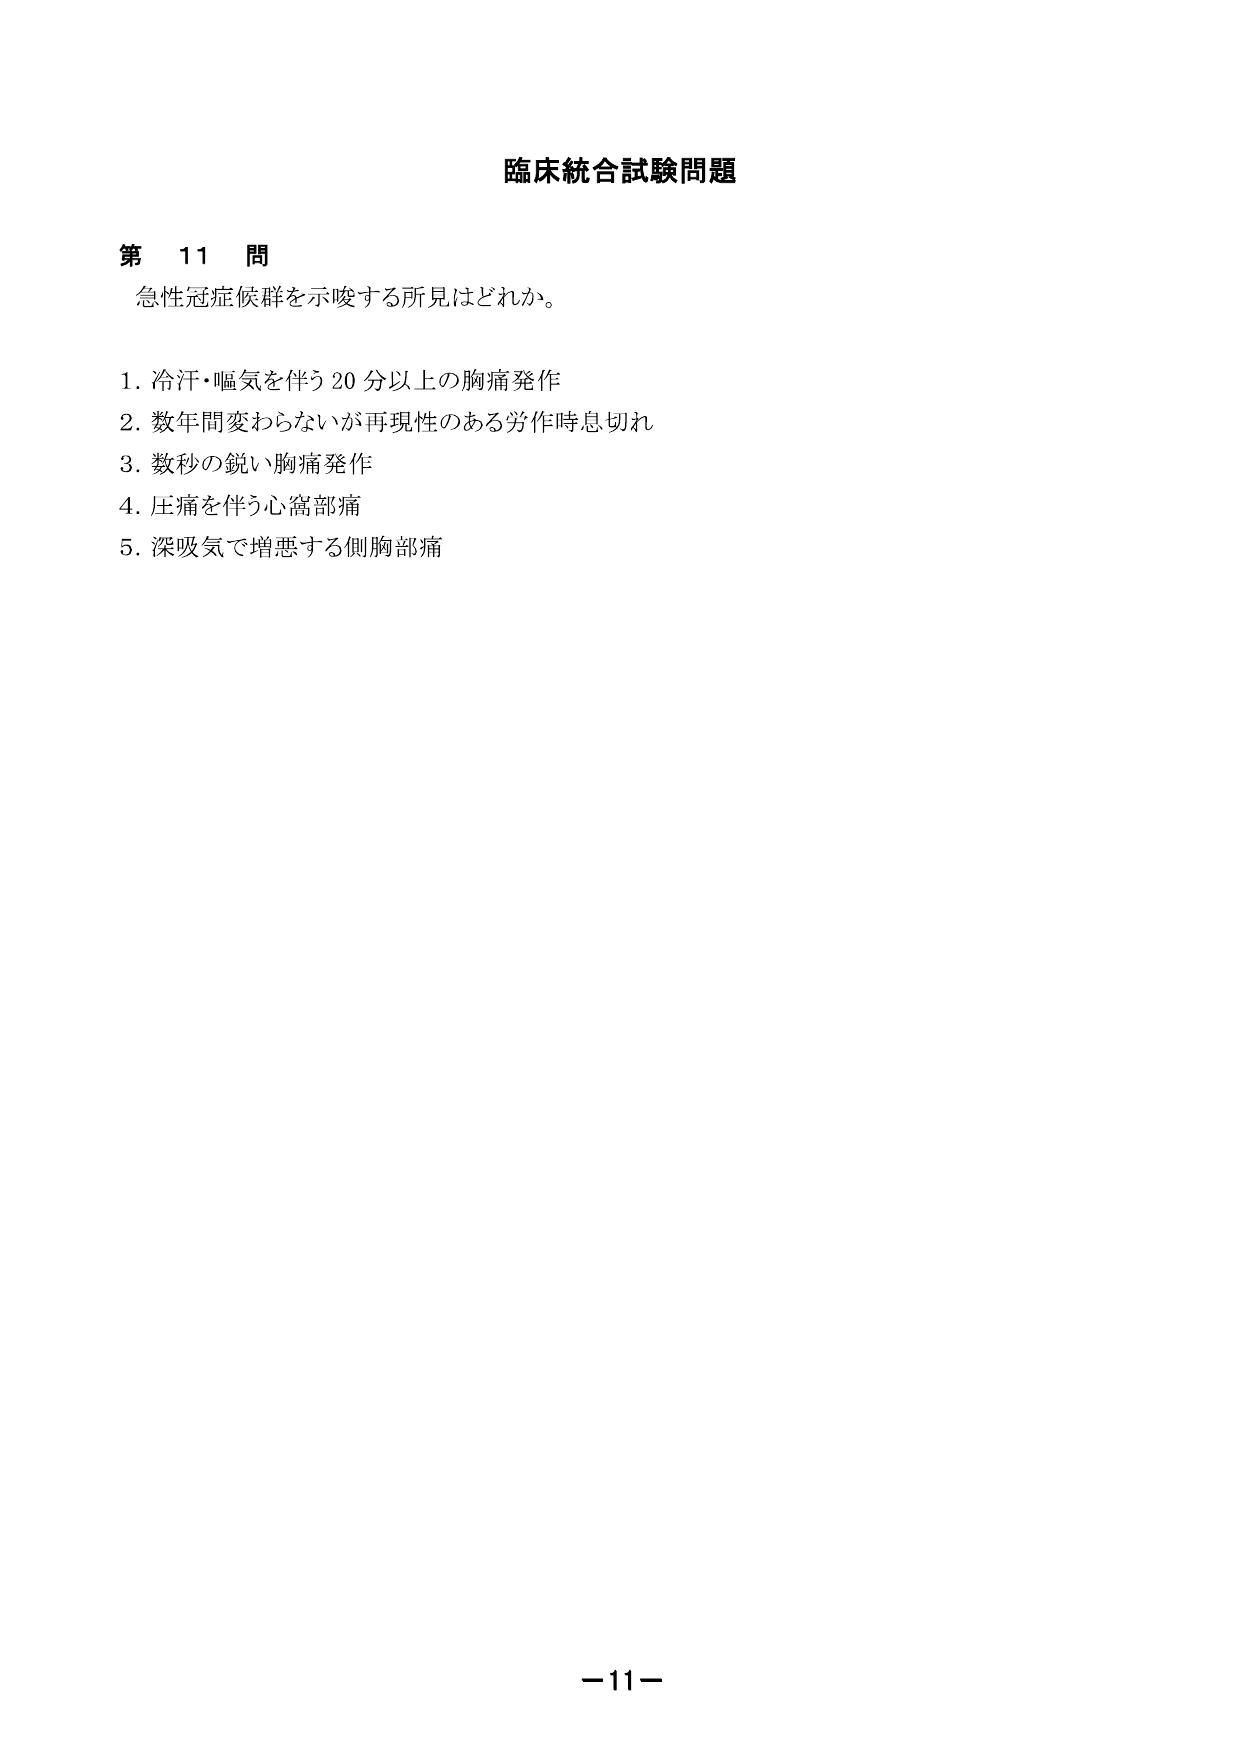 臨床統合試験問題
第 11 問
急性冠症候群を示唆する所見はどれか。
1. 冷汗・嘔気を伴う 20 分以上の胸痛発作
2. 数年間変わらないが再現性のある労作時息切れ
3. 数秒の鋭い胸痛発作
4. 圧痛を伴う心窩部痛
5. 深吸気で増悪する側胸部痛
－11－